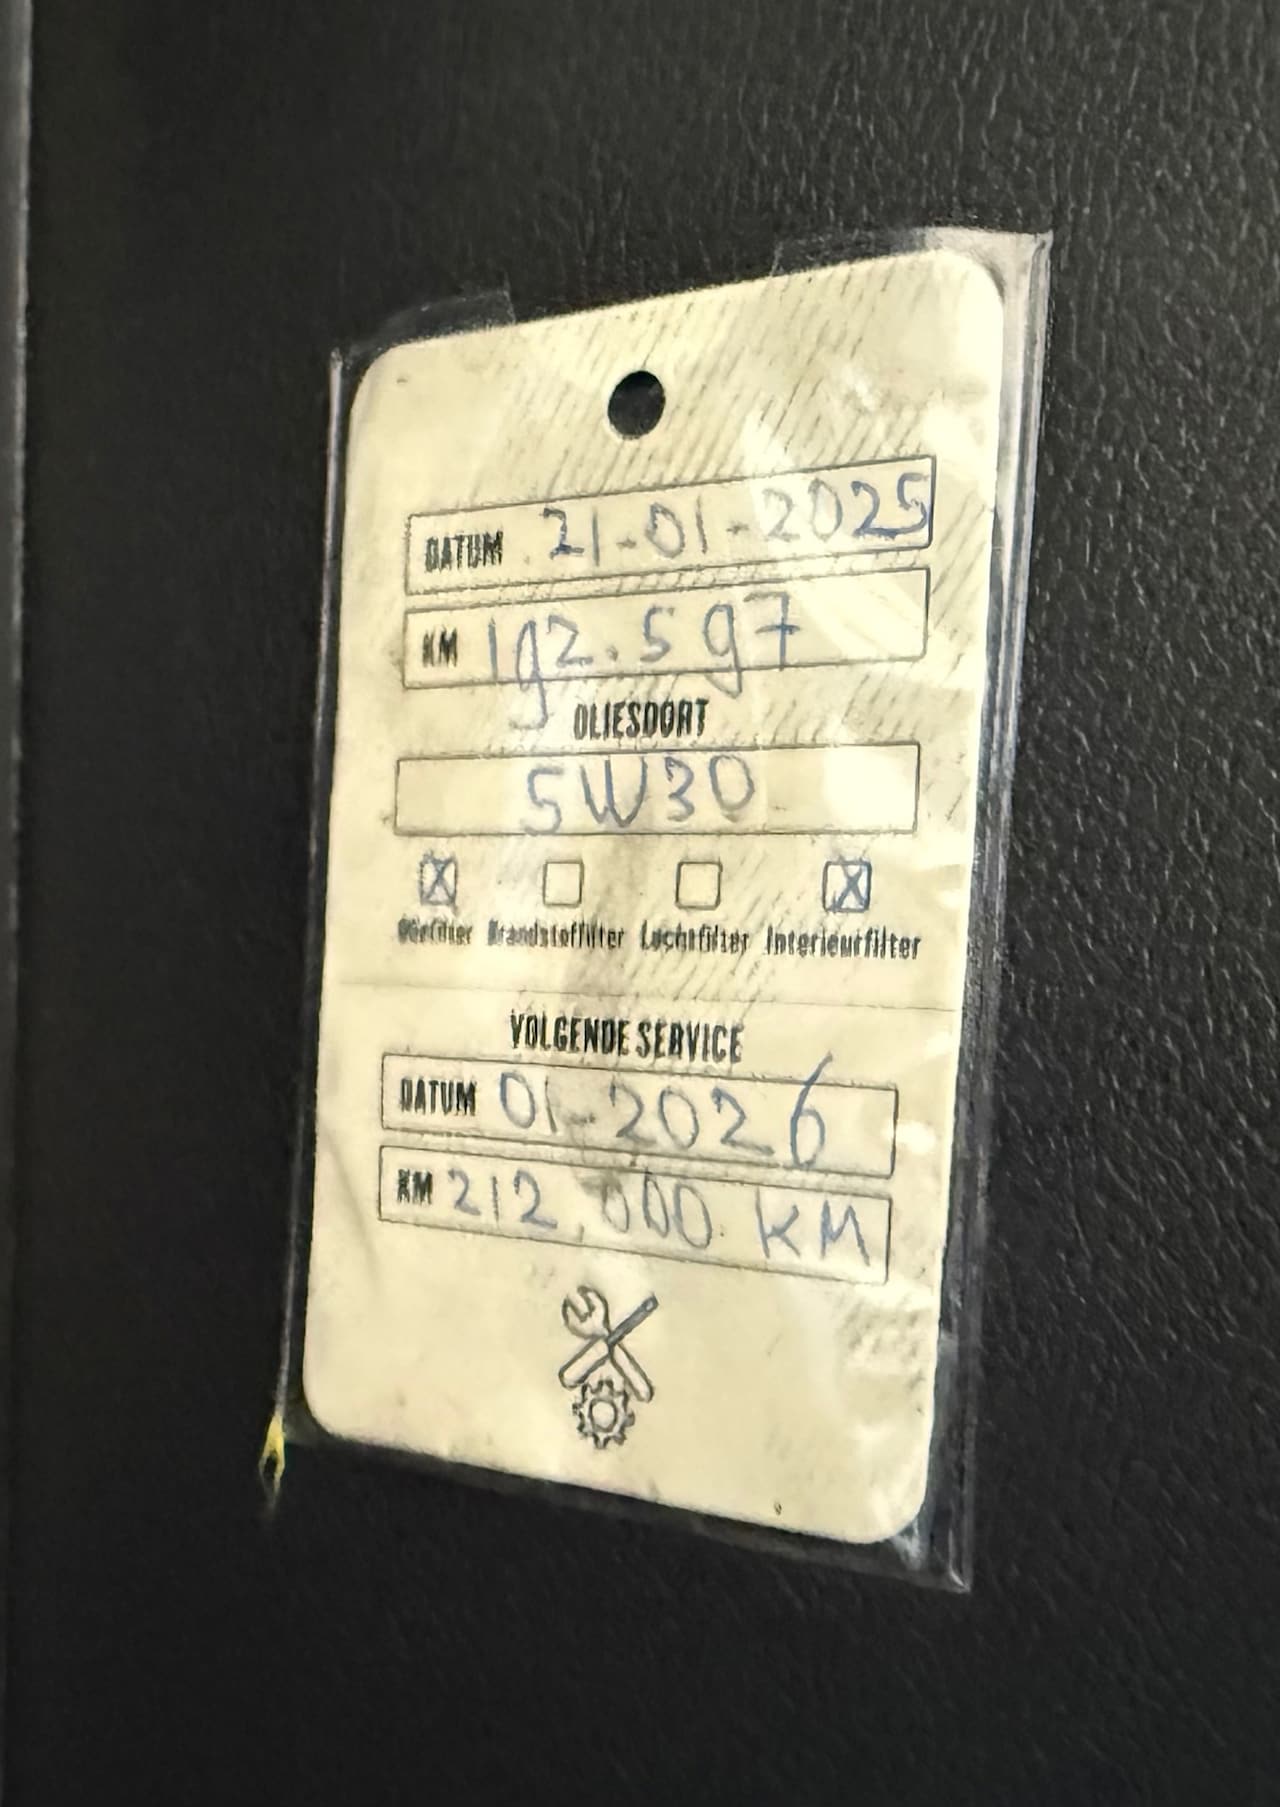 DATUM 21-01-2025
KM 192.597
OLIESOORT
5W30
Oliefilter Brandstoffilter Luchtfilter Interieurfilter
VOLGENDE SERVICE
DATUM 01-2026
KM 212.000 KM